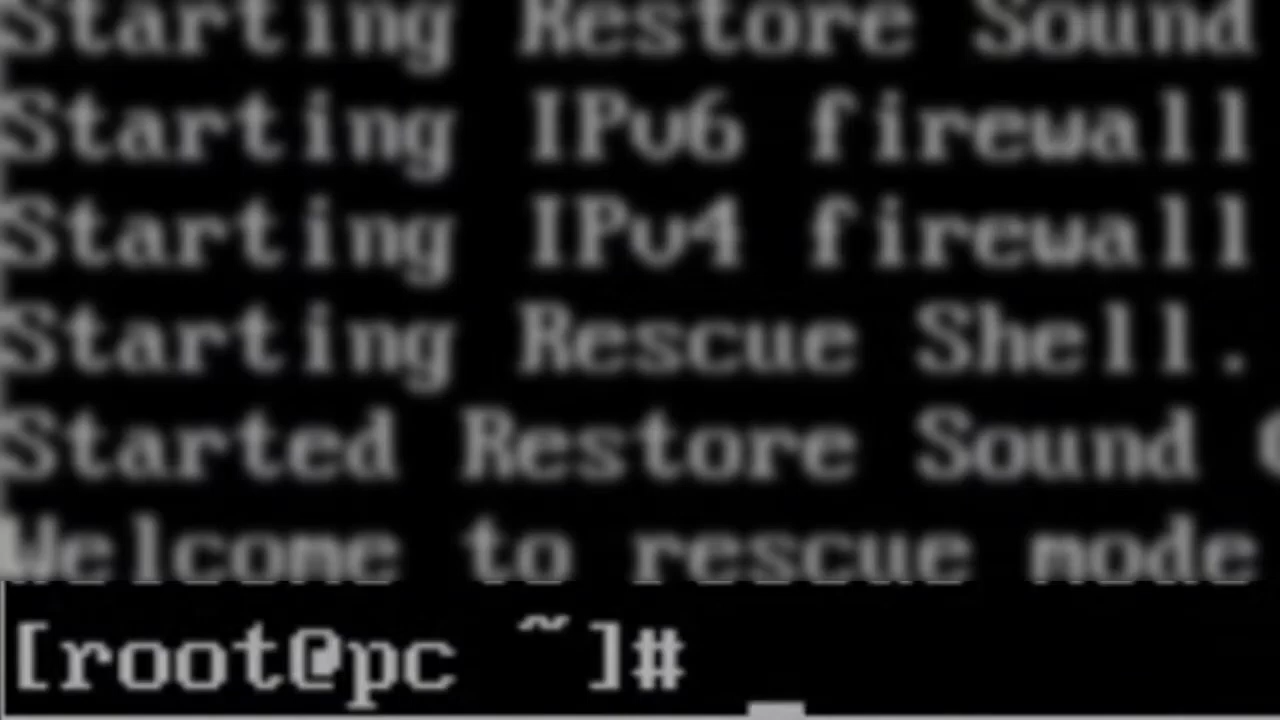 Starting Restore Sound
Starting IPv6 firewall
Starting IPv4 firewall
Starting Rescue Shell.
Started Restore Sound
Welcome to rescue mode
[root@pc ~]#